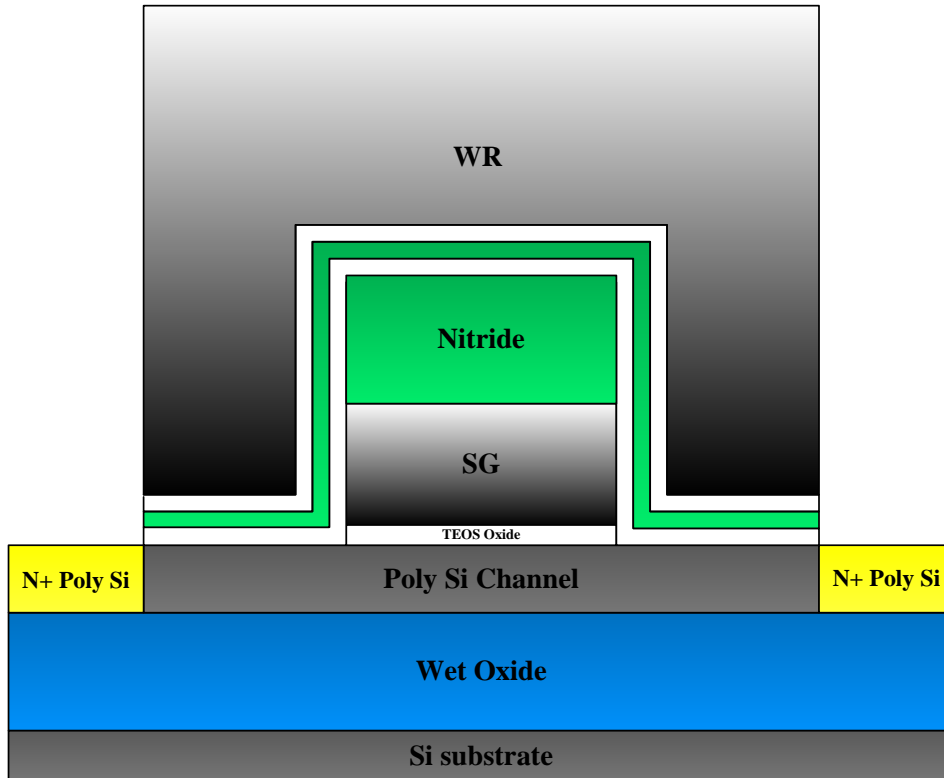 WR
Nitride
SG
TEOS Oxide
N+ Poly Si
Poly Si Channel
N+ Poly Si
Wet Oxide
Si substrate